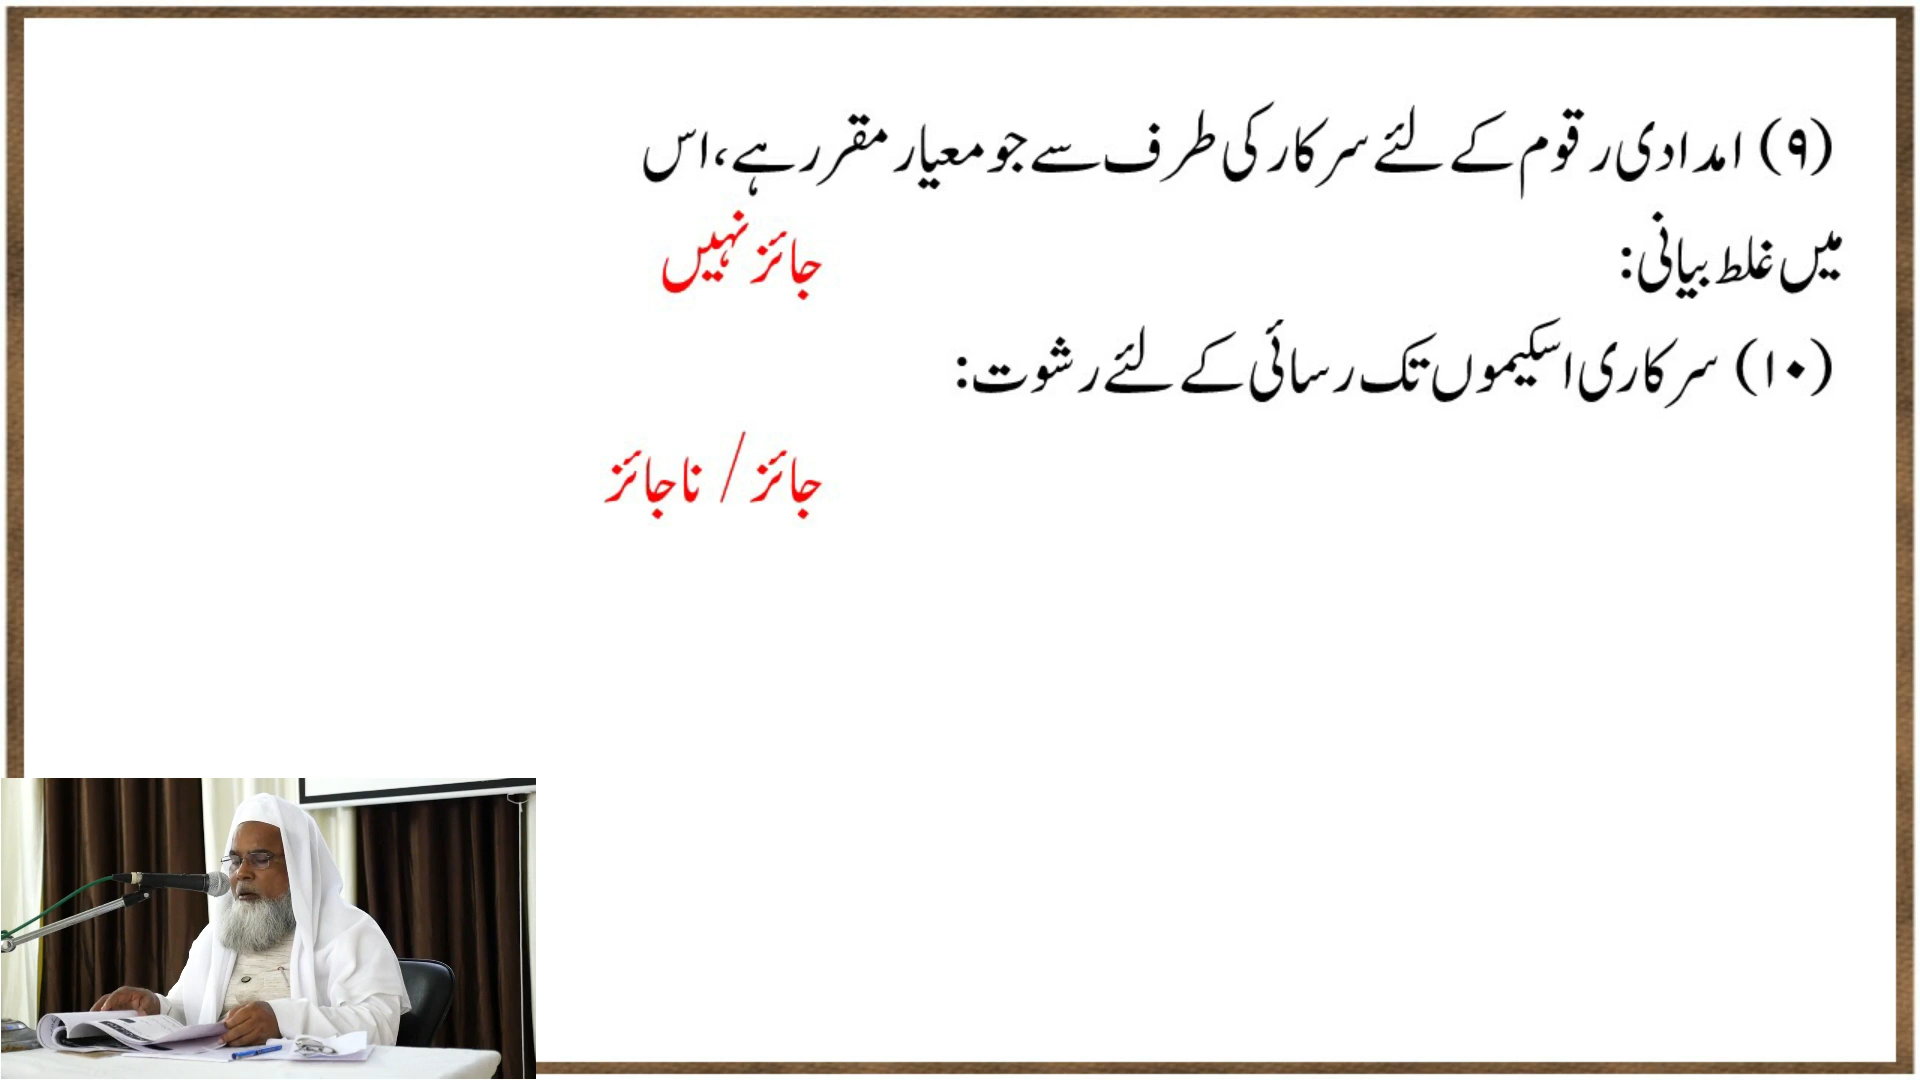 (۹) امدادی رقوم کے لئے سرکار کی طرف سے جو معیار مقرر ہے، اس
میں غلط بیانی: جائز نہیں
(۱۰) سرکاری اسکیموں تک رسائی کے لئے رشوت:
جائز / ناجائز